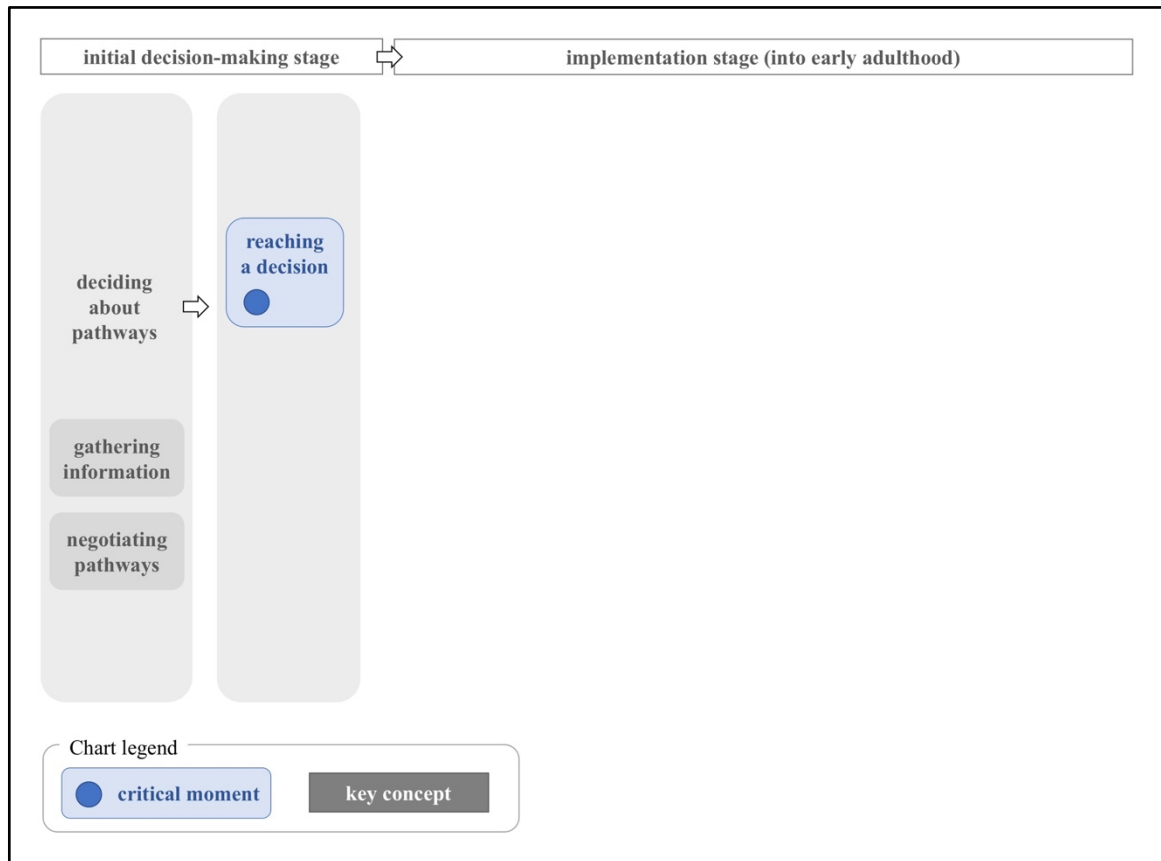 initial decision-making stage
implementation stage (into early adulthood)
deciding
about
pathways
gathering
information
negotiating
pathways
reaching
a decision
Chart legend
critical moment
key concept